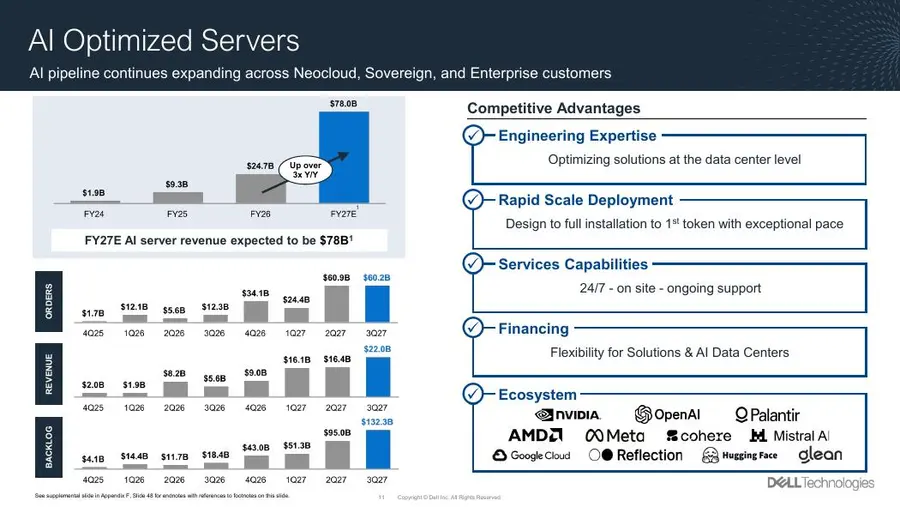 AI Optimized Servers
AI pipeline continues expanding across Neocloud, Sovereign, and Enterprise customers
$78.0B
$24.7B
$9.3B
$1.9B
Up over
3x Y/Y
FY24 FY25 FY26 FY27E1
FY27E AI server revenue expected to be $78B1
ORDERS
$1.7B $12.1B $5.6B $12.3B $34.1B $24.4B $60.9B $60.2B
4Q25 1Q26 2Q26 3Q26 4Q26 1Q27 2Q27 3Q27
REVENUE
$2.0B $1.9B $8.2B $5.6B $9.0B $16.1B $16.4B $22.0B
4Q25 1Q26 2Q26 3Q26 4Q26 1Q27 2Q27 3Q27
BACKLOG
$4.1B $14.4B $11.7B $18.4B $43.0B $51.3B $95.0B $132.3B
4Q25 1Q26 2Q26 3Q26 4Q26 1Q27 2Q27 3Q27
Competitive Advantages
Engineering Expertise
Optimizing solutions at the data center level
Rapid Scale Deployment
Design to full installation to 1st token with exceptional pace
Services Capabilities
24/7 - on site - ongoing support
Financing
Flexibility for Solutions & AI Data Centers
Ecosystem
NVIDIA. OpenAI Palantir
AMD Meta cohere Mistral AI
Google Cloud Reflection Hugging Face glean
See supplemental slide in Appendix F, Slide 48 for endnotes with references to footnotes on this slide.
11 Copyright © Dell Inc. All Rights Reserved
DELLTechnologies